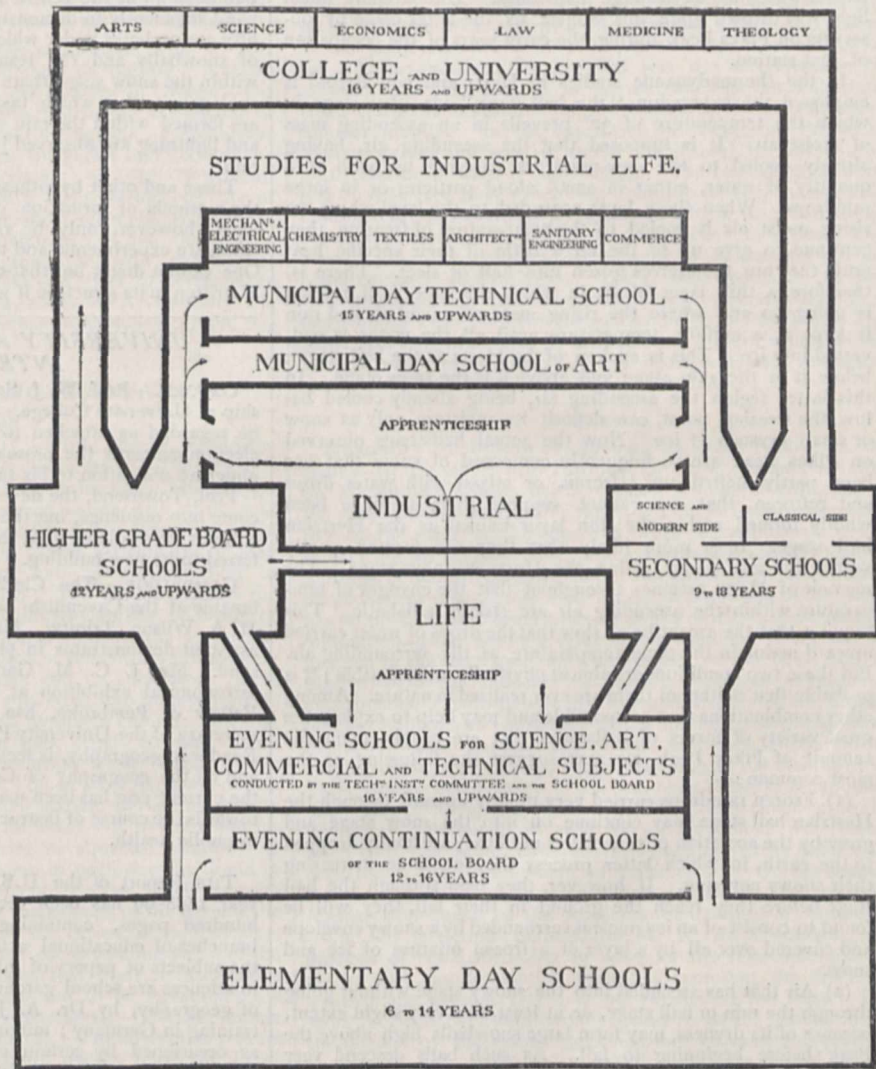 ARTS SCIENCE ECONOMICS LAW MEDICINE THEOLOGY
COLLEGE AND UNIVERSITY
16 YEARS AND UPWARDS
STUDIES FOR INDUSTRIAL LIFE.
MECHANL & ELECTRICAL ENGINEERING CHEMISTRY TEXTILES ARCHITECTRE SANITARY ENGINEERING COMMERCE
MUNICIPAL DAY TECHNICAL SCHOOL
15 YEARS AND UPWARDS
MUNICIPAL DAY SCHOOL OF ART
APPRENTICESHIP
INDUSTRIAL
SCIENCE AND
MODERN SIDE
CLASSICAL SIDE
HIGHER GRADE BOARD
SCHOOLS
12 YEARS AND UPWARDS
SECONDARY SCHOOLS
9 TO 18 YEARS
LIFE
APPRENTICESHIP
EVENING SCHOOLS FOR SCIENCE, ART.
COMMERCIAL AND TECHNICAL SUBJECTS
CONDUCTED BY THE TECHL INSTN COMMITTEE AND THE SCHOOL BOARD
16 YEARS AND UPWARDS
EVENING CONTINUATION SCHOOLS
OF THE SCHOOL BOARD
12 TO 16 YEARS
ELEMENTARY DAY SCHOOLS
6 TO 14 YEARS